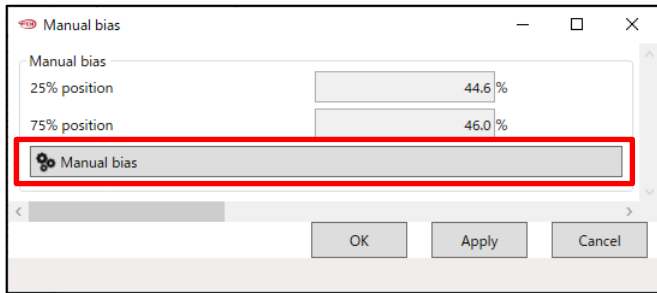 Manual bias
Manual bias
25% position 44.6 %
75% position 46.0 %
Manual bias
OK Apply Cancel